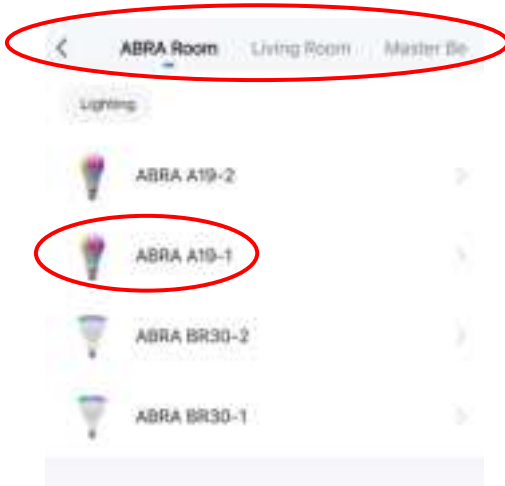 ABRA Room Living Room Master Be
Lighting
ABRA A19-2
ABRA A19-1
ABRA BR30-2
ABRA BR30-1